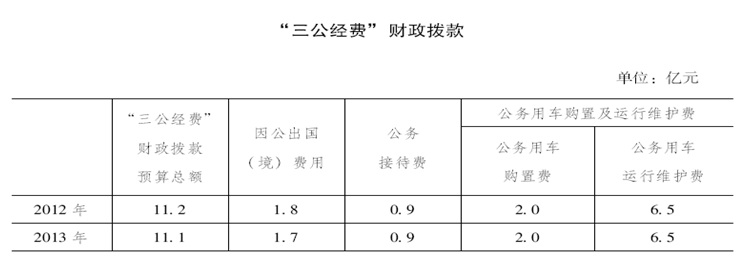 “三公经费”财政拨款
单位：亿元
“三公经费”
财政拨款
预算总额
因公出国
（境）费用
公务
接待费
公务用车购置及运行维护费
公务用车
购置费
公务用车
运行维护费
2012 年 11.2 1.8 0.9 2.0 6.5
2013 年 11.1 1.7 0.9 2.0 6.5